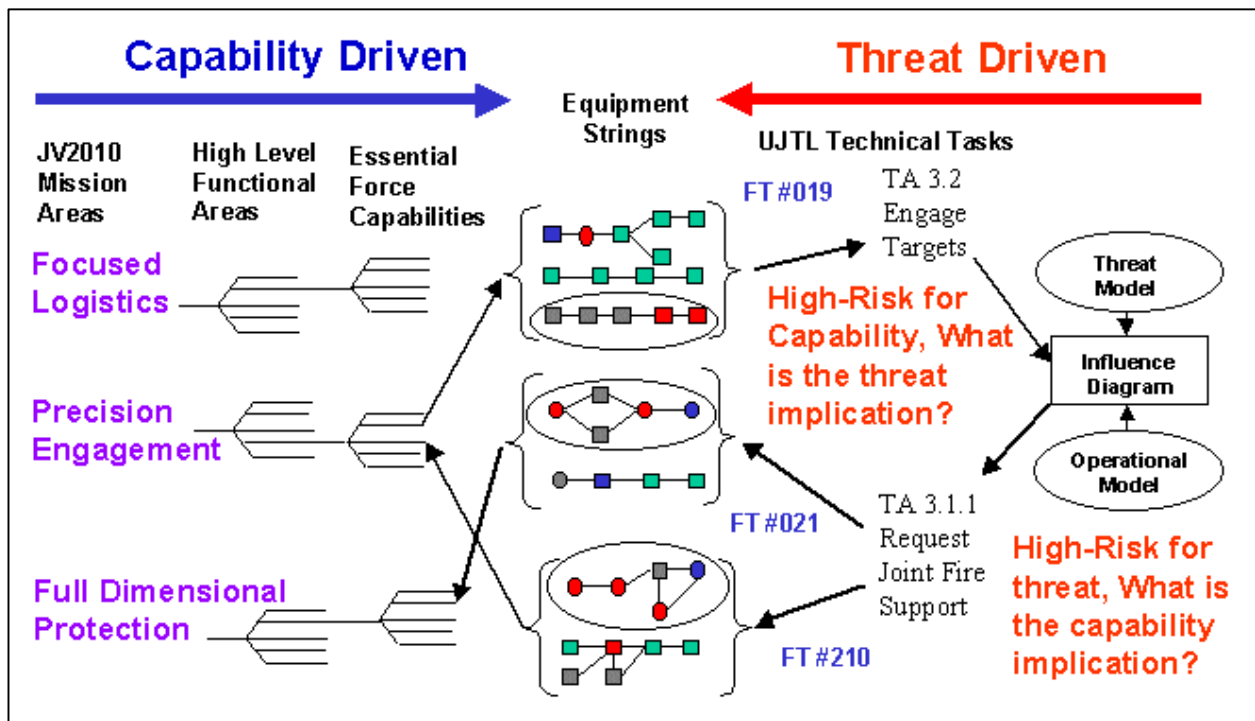 Capability Driven
Threat Driven
Equipment
Strings
JV2010
Mission
Areas
High Level
Functional
Areas
Essential
Force
Capabilities
UJTL Technical Tasks
FT #019
TA 3.2
Engage
Targets
Focused
Logistics
Threat
Model
High-Risk for
Capability, What
is the threat
implication?
Influence
Diagram
Precision
Engagement
Operational
Model
FT #021
TA 3.1.1
Request
Joint Fire
Support
High-Risk for
threat, What is
the capability
implication?
Full Dimensional
Protection
FT #210